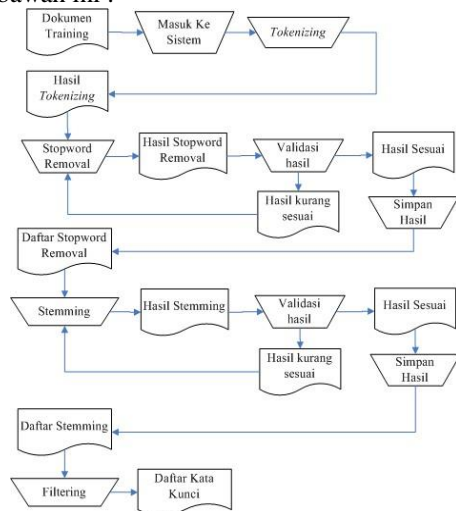 bawah ini :
Dokumen
Training
Masuk Ke
Sistem
Tokenizing
Hasil
Tokenizing
Stopword
Removal
Hasil Stopword
Removal
Validasi
hasil
Hasil Sesuai
Hasil kurang
sesuai
Simpan
Hasil
Daftar Stopword
Removal
Stemming
Hasil Stemming
Validasi
hasil
Hasil Sesuai
Hasil kurang
sesuai
Simpan
Hasil
Daftar Stemming
Filtering
Daftar Kata
Kunci